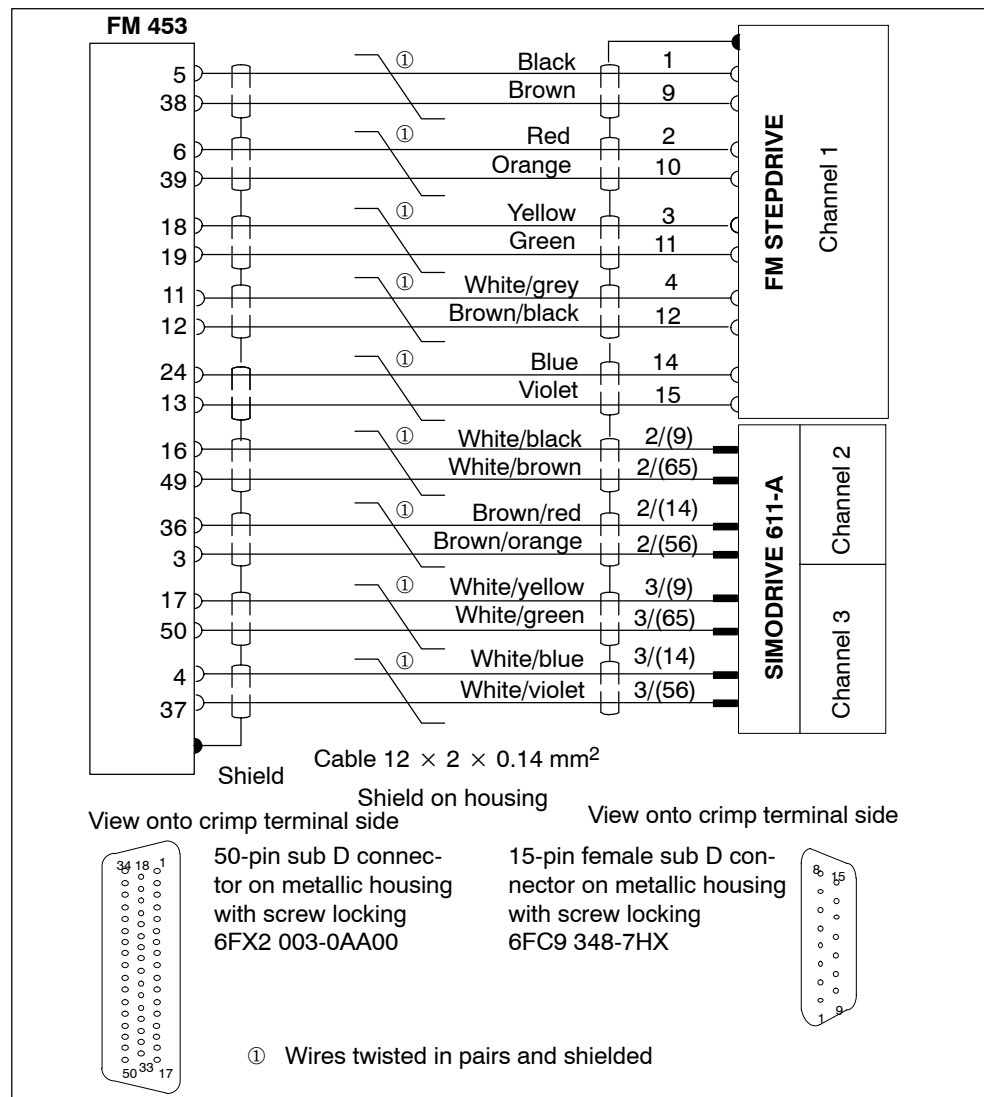 FM 453
5 ① Black 1
38 Brown 9
6 ① Red 2
39 Orange 10
18 ① Yellow 3
19 Green 11
11 ① White/grey 4
12 Brown/black 12
24 ① Blue 14
13 Violet 15
FM STEPDRIVE
Channel 1
16 ① White/black 2/(9)
49 White/brown 2/(65)
36 ① Brown/red 2/(14)
3 Brown/orange 2/(56)
17 ① White/yellow 3/(9)
50 White/green 3/(65)
4 ① White/blue 3/(14)
37 White/violet 3/(56)
SIMODRIVE 611-A
Channel 2
Channel 3
Shield
Cable 12 × 2 × 0.14 mm²
Shield on housing
View onto crimp terminal side
34 18 1
50 33 17
50-pin sub D connec-
tor on metallic housing
with screw locking
6FX2 003-0AA00
View onto crimp terminal side
15-pin female sub D con-
nector on metallic housing
with screw locking
6FC9 348-7HX
8 15
1 9
① Wires twisted in pairs and shielded